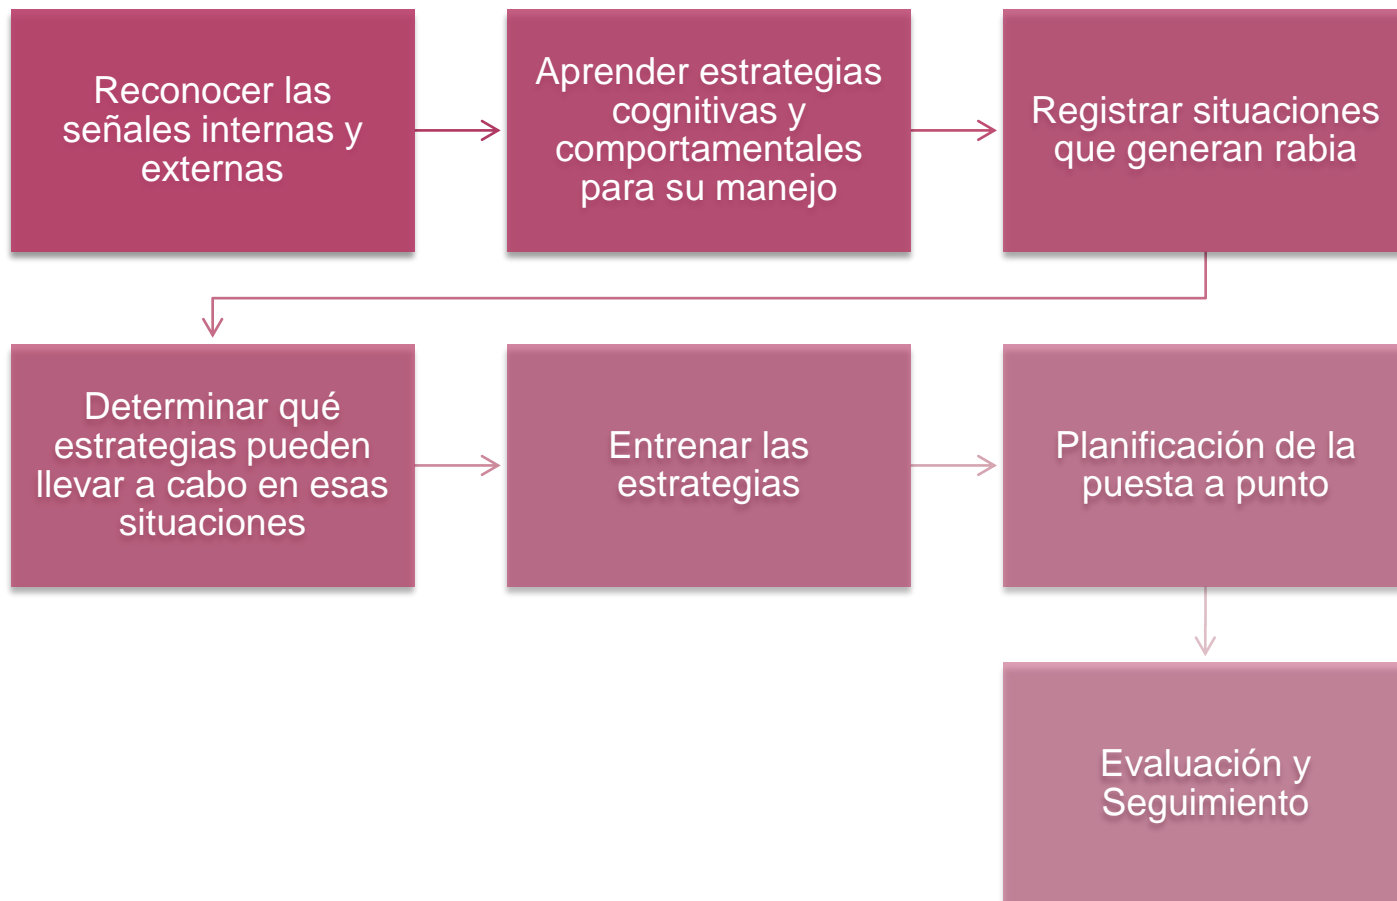 Reconocer las
señales internas y
externas
Aprender estrategias
cognitivas y
comportamentales
para su manejo
Registrar situaciones
que generan rabia
Determinar qué
estrategias pueden
llevar a cabo en esas
situaciones
Entrenar las
estrategias
Planificación de la
puesta a punto
Evaluación y
Seguimiento